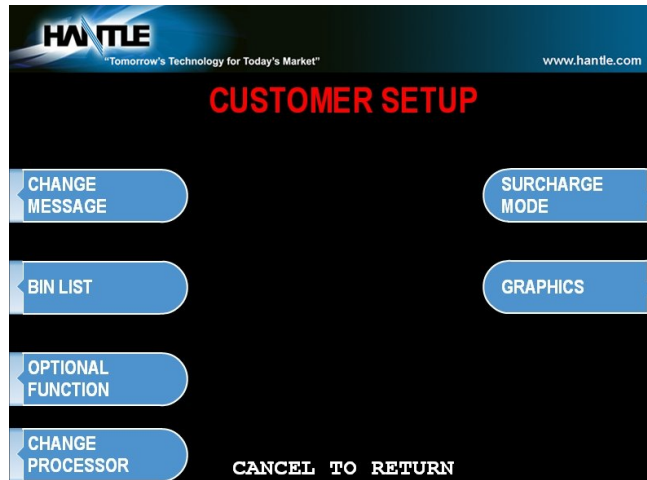 HANTLE
"Tomorrow's Technology for Today's Market"
www.hantle.com
CUSTOMER SETUP
CHANGE
MESSAGE
SURCHARGE
MODE
BIN LIST
GRAPHICS
OPTIONAL
FUNCTION
CHANGE
PROCESSOR
CANCEL TO RETURN